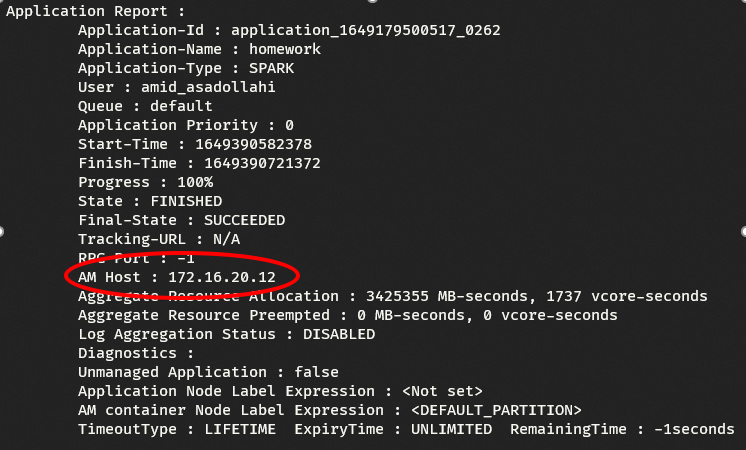 Application Report :
Application-Id : application_1649179500517_0262
Application-Name : homework
Application-Type : SPARK
User : amid_asadollahi
Queue : default
Application Priority : 0
Start-Time : 1649390582378
Finish-Time : 1649390721372
Progress : 100%
State : FINISHED
Final-State : SUCCEEDED
Tracking-URL : N/A
RPC Port : -1
AM Host : 172.16.20.12
Aggregate Resource Allocation : 3425355 MB-seconds, 1737 vcore-seconds
Aggregate Resource Preempted : 0 MB-seconds, 0 vcore-seconds
Log Aggregation Status : DISABLED
Diagnostics :
Unmanaged Application : false
Application Node Label Expression : <Not set>
AM container Node Label Expression : <DEFAULT_PARTITION>
TimeoutType : LIFETIME  ExpiryTime : UNLIMITED  RemainingTime : -1seconds